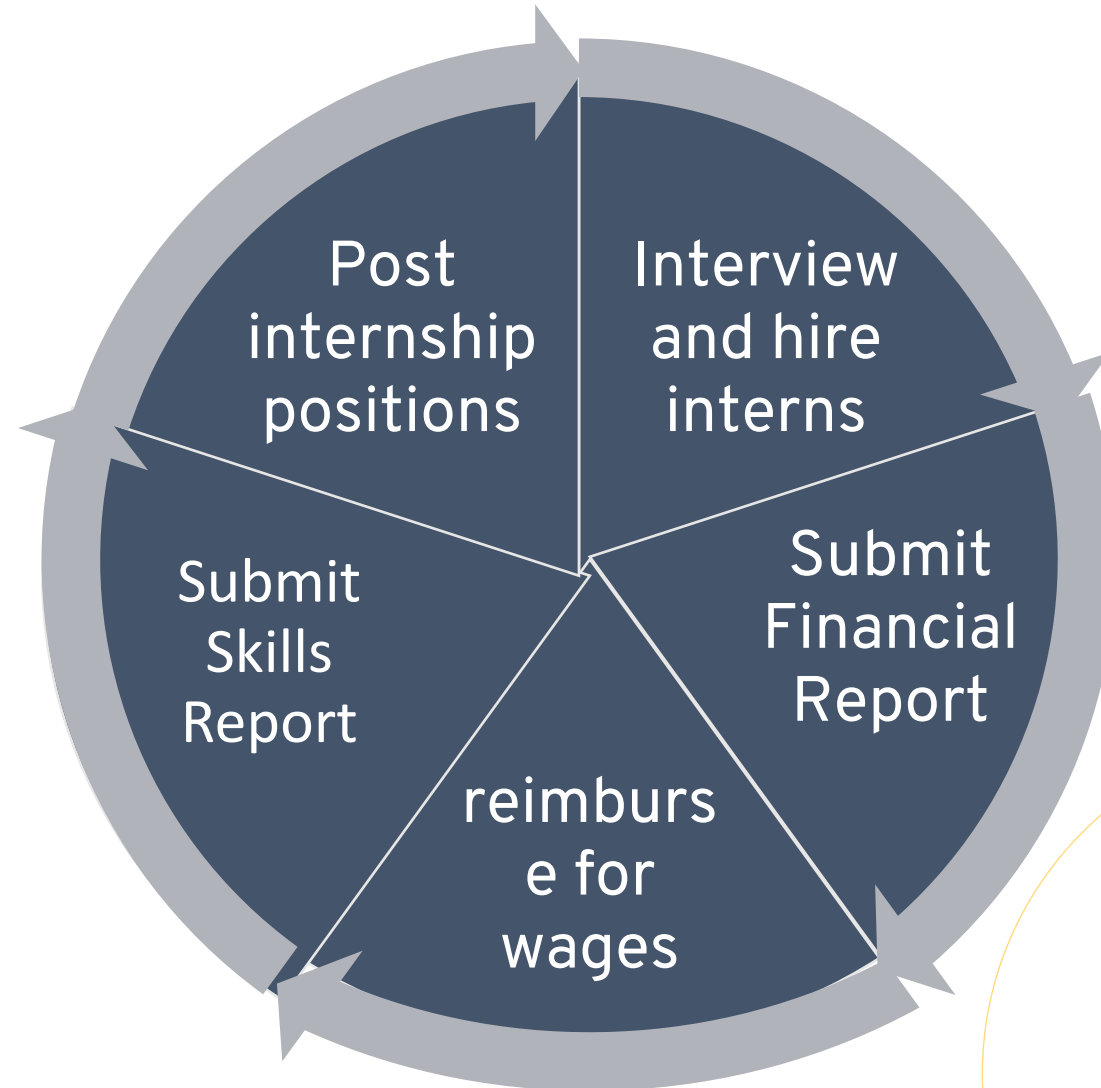 Post
internship
positions
Interview
and hire
interns
Submit
Financial
Report
reimburs
e for
wages
Submit
Skills
Report